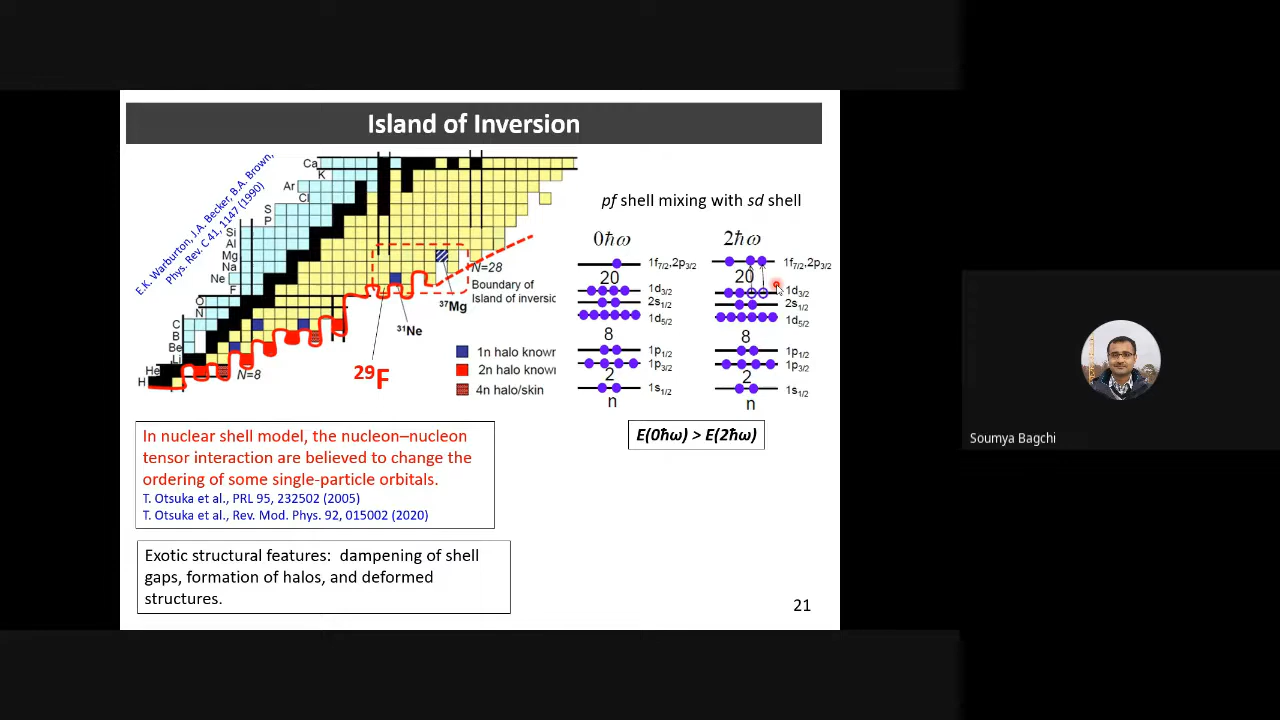 Island of Inversion
E.K. Warburton, J.A. Becker, B.A. Brown,
Phys. Rev. C 41, 1147 (1990)
Ca
K
Ar
Cl
S
P
Si
Al
Mg
Na
Ne
F
O
N
C
B
Be
Li
He
H
N=8
N=28
Boundary of
Island of inversio
37Mg
31Ne
29F
1n halo known
2n halo known
4n halo/skin
pf shell mixing with sd shell
0ħω
1f7/2,2p3/2
20
1d3/2
2s1/2
1d5/2
8
1p1/2
1p3/2
2
1s1/2
n
2ħω
1f7/2,2p3/2
20
1d3/2
2s1/2
1d5/2
8
1p1/2
1p3/2
2
1s1/2
n
E(0ħω) > E(2ħω)
In nuclear shell model, the nucleon–nucleon
tensor interaction are believed to change the
ordering of some single-particle orbitals.
T. Otsuka et al., PRL 95, 232502 (2005)
T. Otsuka et al., Rev. Mod. Phys. 92, 015002 (2020)
Exotic structural features: dampening of shell
gaps, formation of halos, and deformed
structures.
21
Soumya Bagchi